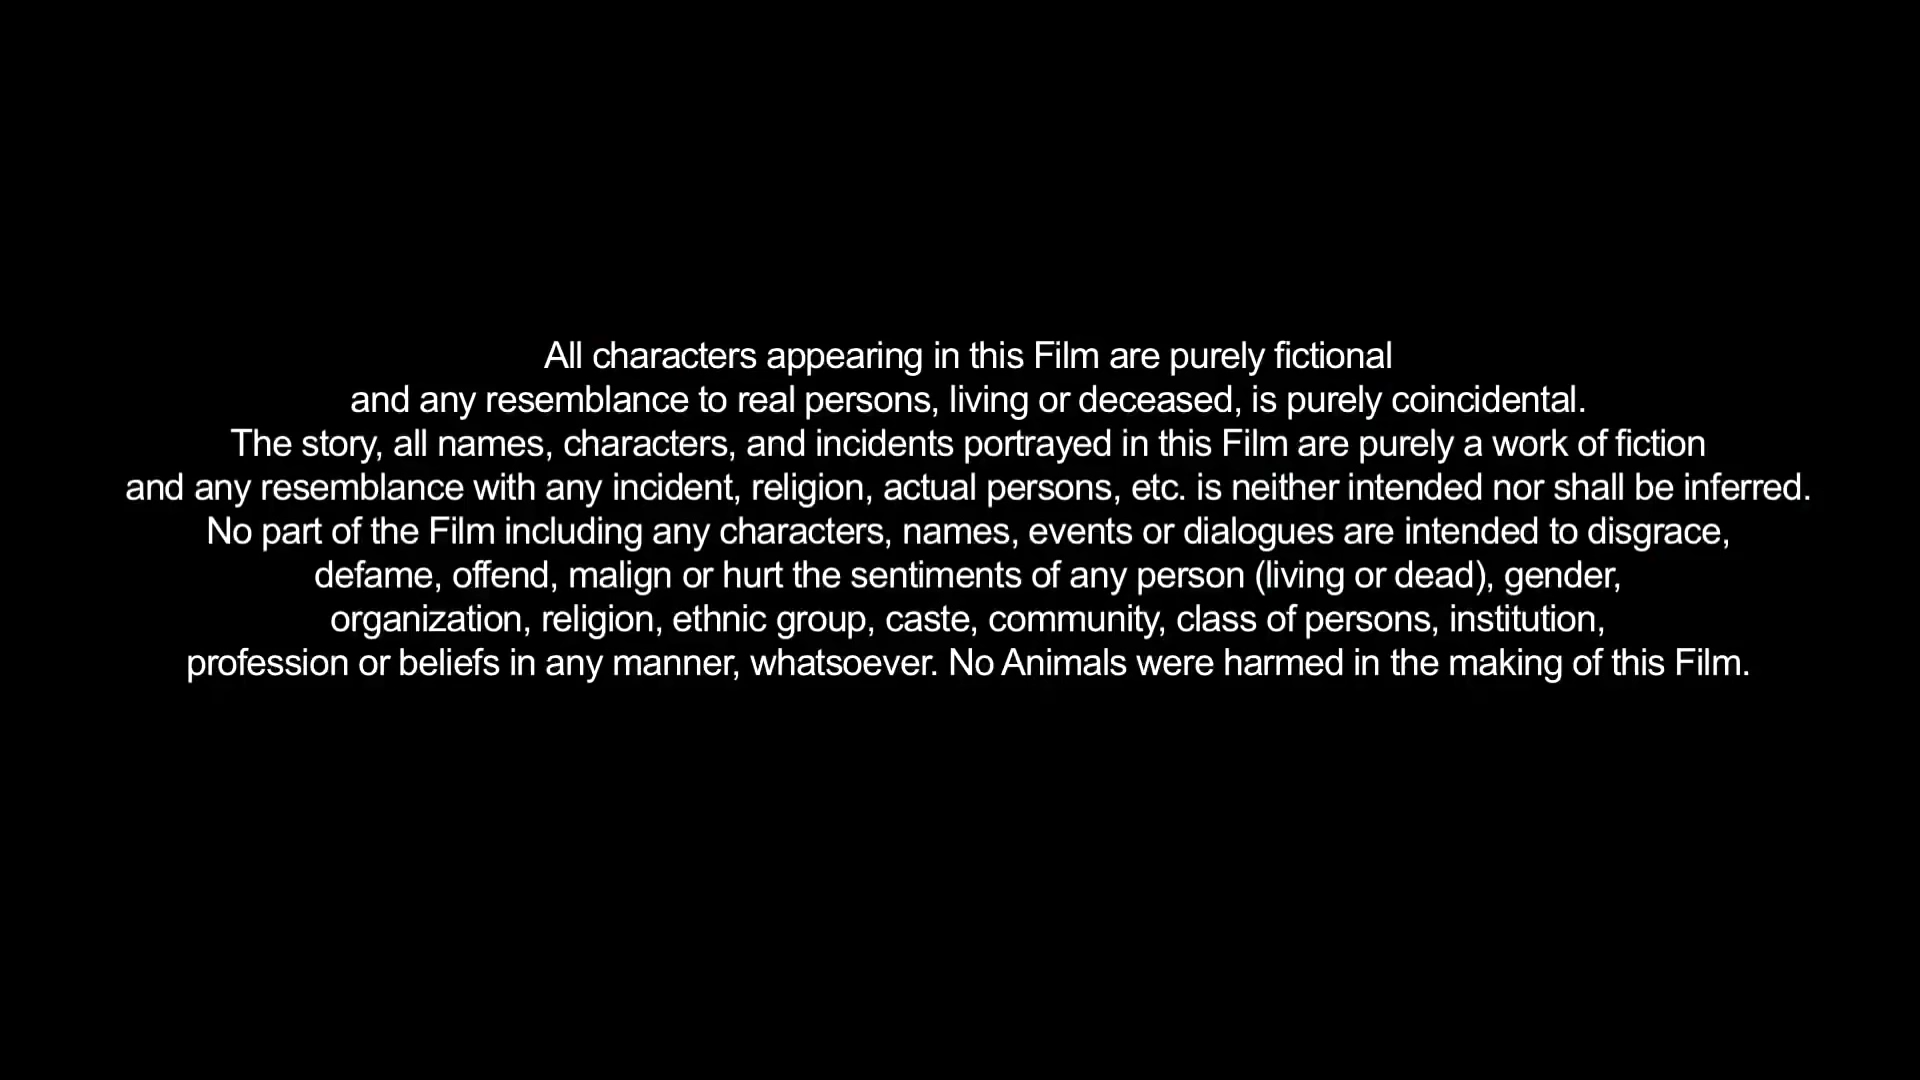 All characters appearing in this Film are purely fictional
and any resemblance to real persons, living or deceased, is purely coincidental.
The story, all names, characters, and incidents portrayed in this Film are purely a work of fiction
and any resemblance with any incident, religion, actual persons, etc. is neither intended nor shall be inferred.
No part of the Film including any characters, names, events or dialogues are intended to disgrace,
defame, offend, malign or hurt the sentiments of any person (living or dead), gender,
organization, religion, ethnic group, caste, community, class of persons, institution,
profession or beliefs in any manner, whatsoever. No Animals were harmed in the making of this Film.